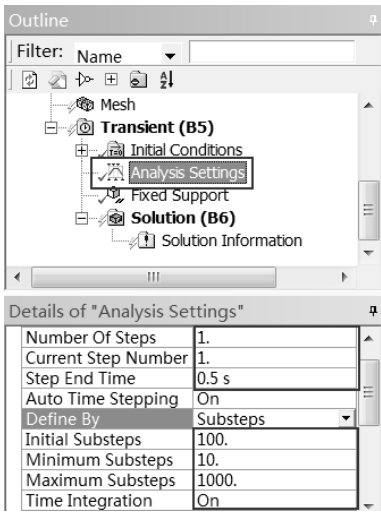 Outline
Filter: Name
Mesh
Transient (B5)
Initial Conditions
Analysis Settings
Fixed Support
Solution (B6)
Solution Information
Details of "Analysis Settings"
Number Of Steps 1.
Current Step Number 1.
Step End Time 0.5 s
Auto Time Stepping On
Define By Substeps
Initial Substeps 100.
Minimum Substeps 10.
Maximum Substeps 1000.
Time Integration On